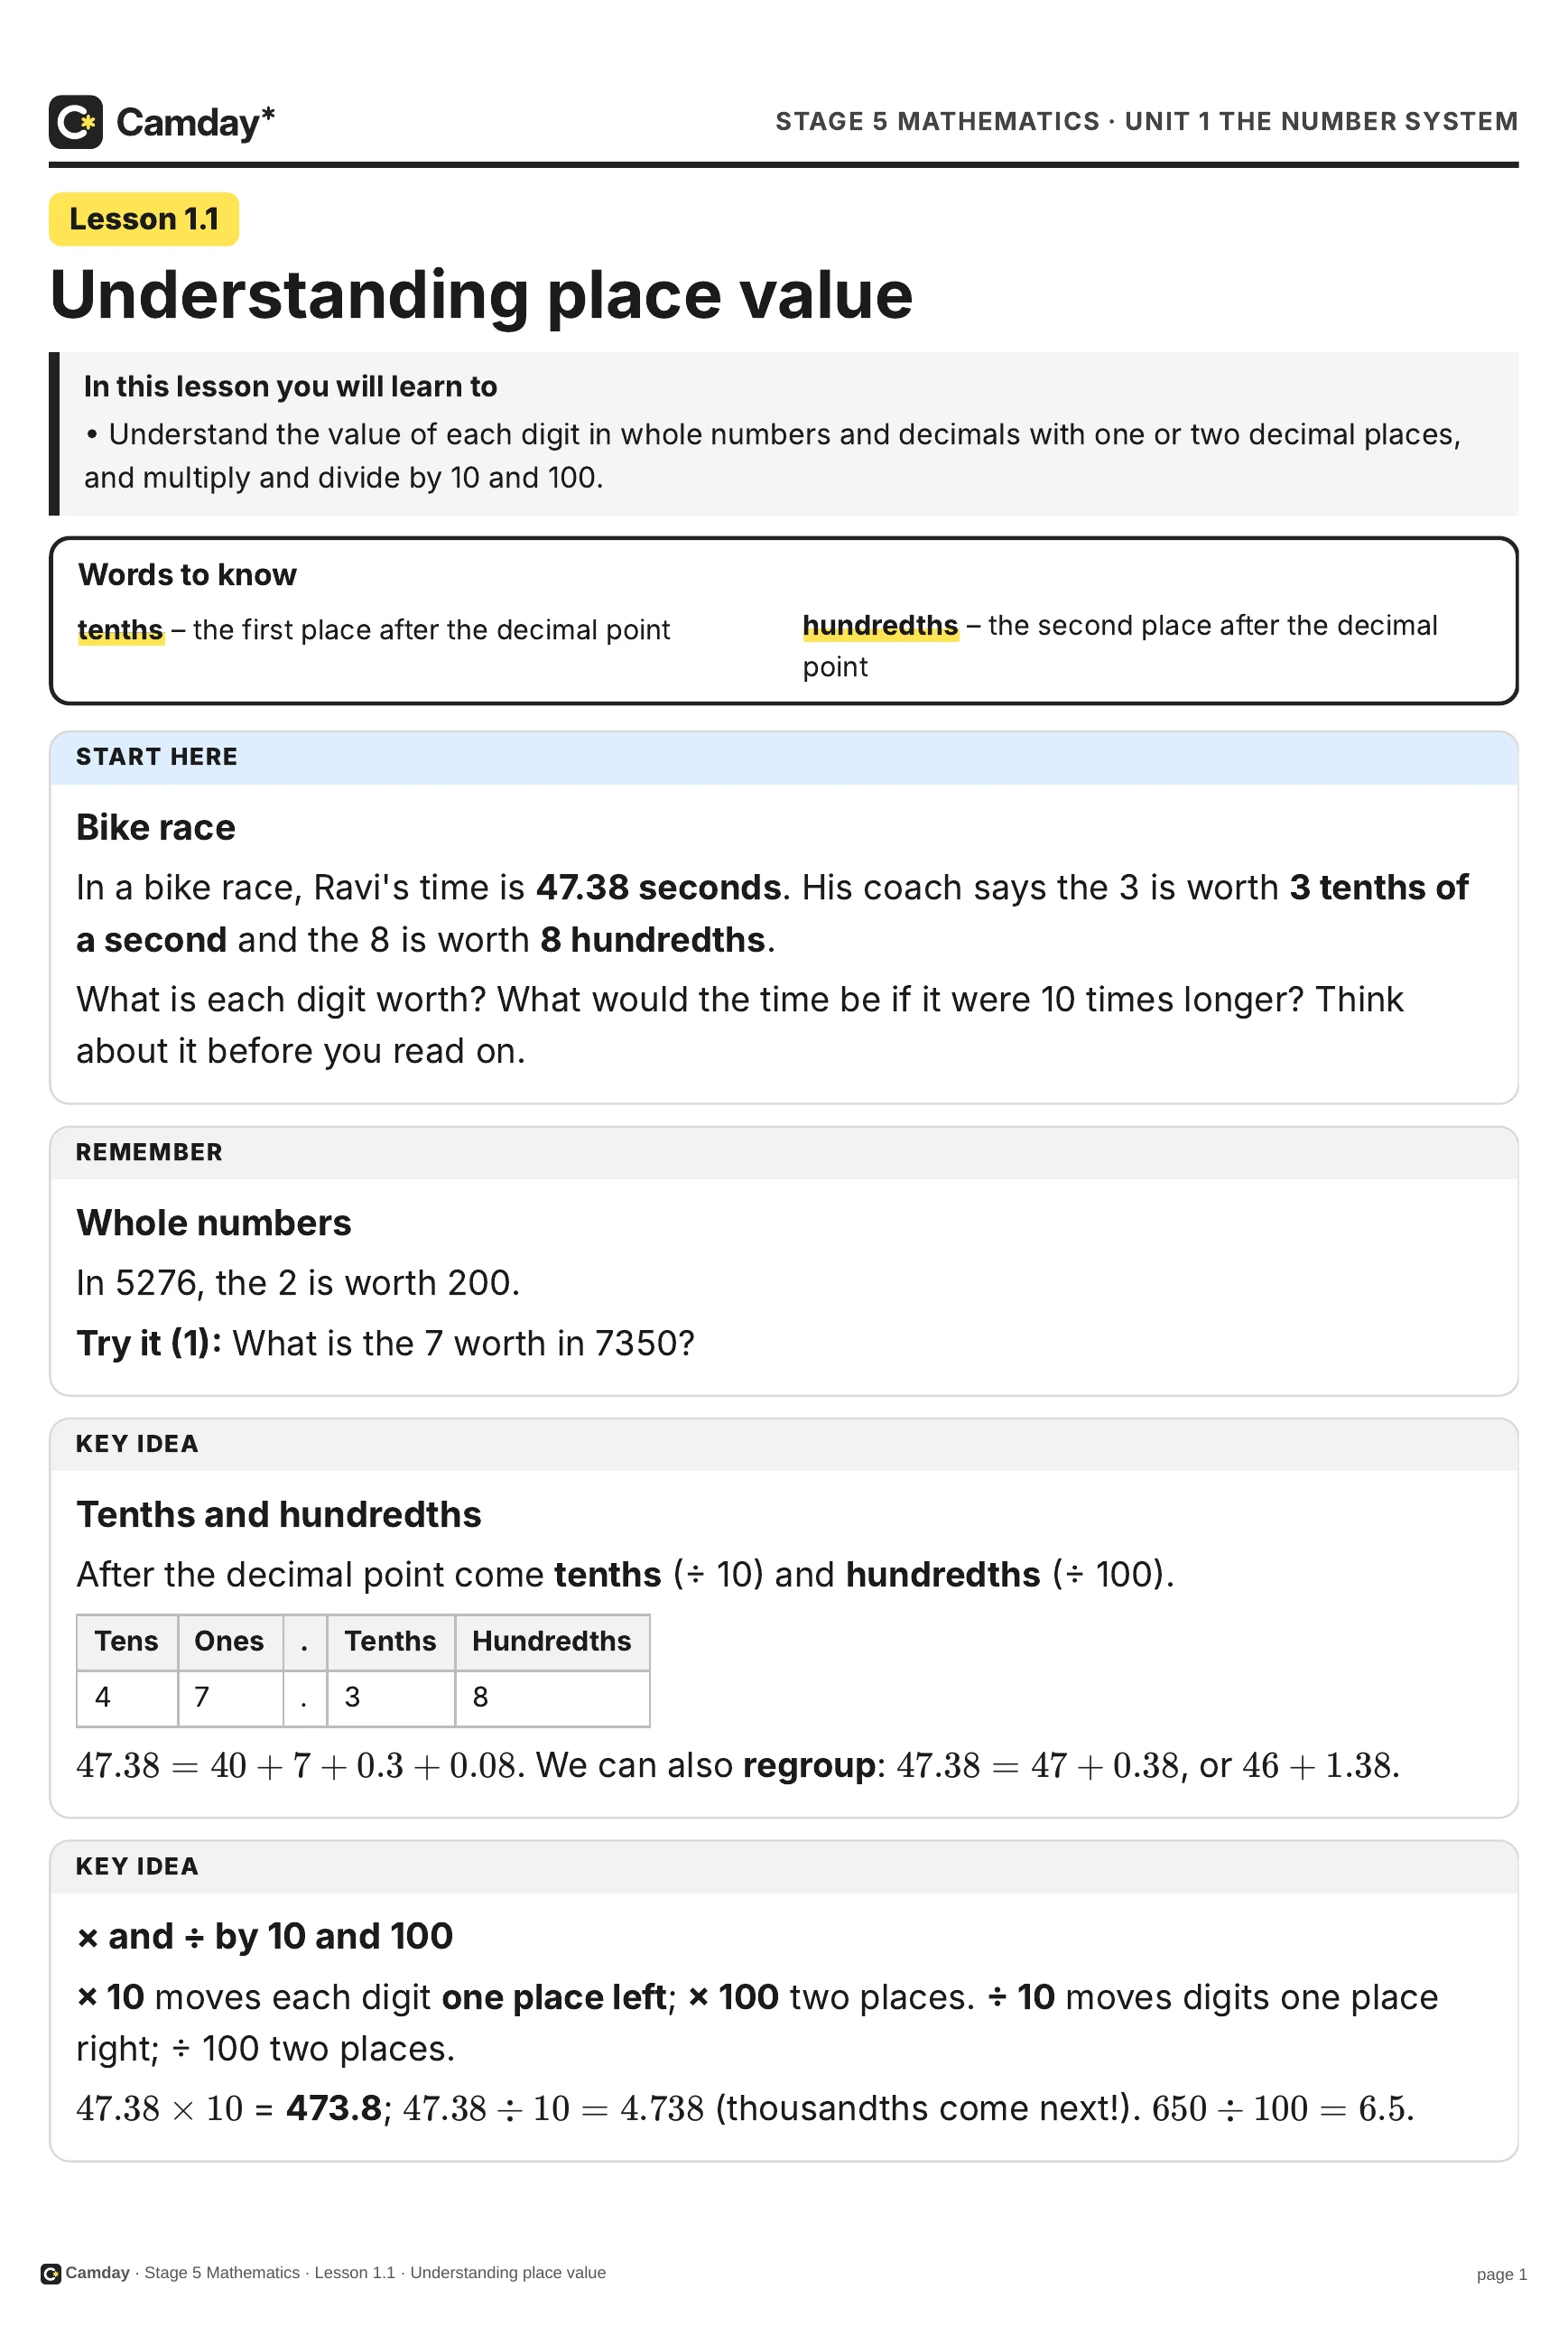 Camday*
STAGE 5 MATHEMATICS · UNIT 1 THE NUMBER SYSTEM
Lesson 1.1
Understanding place value
In this lesson you will learn to
• Understand the value of each digit in whole numbers and decimals with one or two decimal places,
and multiply and divide by 10 and 100.
Words to know
tenths – the first place after the decimal point
hundredths – the second place after the decimal
point
START HERE
Bike race
In a bike race, Ravi's time is 47.38 seconds. His coach says the 3 is worth 3 tenths of
a second and the 8 is worth 8 hundredths.
What is each digit worth? What would the time be if it were 10 times longer? Think
about it before you read on.
REMEMBER
Whole numbers
In 5276, the 2 is worth 200.
Try it (1): What is the 7 worth in 7350?
KEY IDEA
Tenths and hundredths
After the decimal point come tenths (÷ 10) and hundredths (÷ 100).
Tens Ones . Tenths Hundredths
4 7 . 3 8
47.38 = 40 + 7 + 0.3 + 0.08. We can also regroup: 47.38 = 47 + 0.38, or 46 + 1.38.
KEY IDEA
× and ÷ by 10 and 100
× 10 moves each digit one place left; × 100 two places. ÷ 10 moves digits one place
right; ÷ 100 two places.
47.38 × 10 = 473.8; 47.38 ÷ 10 = 4.738 (thousandths come next!). 650 ÷ 100 = 6.5.
Camday · Stage 5 Mathematics · Lesson 1.1 · Understanding place value
page 1